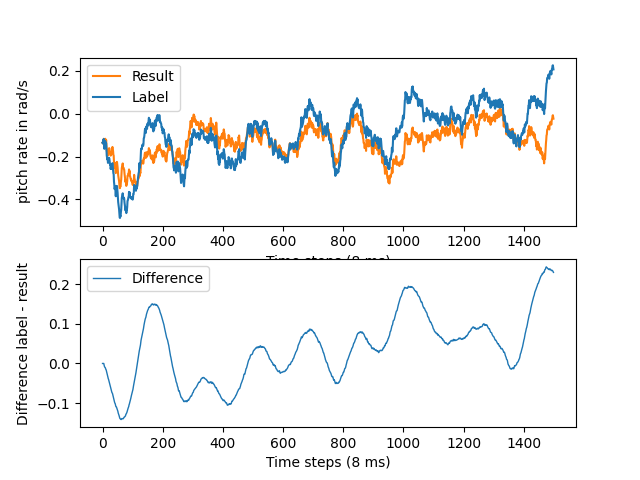 pitch rate in rad/s
0.2
0.0
−0.2
−0.4
Result
Label
0 200 400 600 800 1000 1200 1400
Time steps (8 ms)
Difference label - result
0.2
0.1
0.0
−0.1
Difference
0 200 400 600 800 1000 1200 1400
Time steps (8 ms)